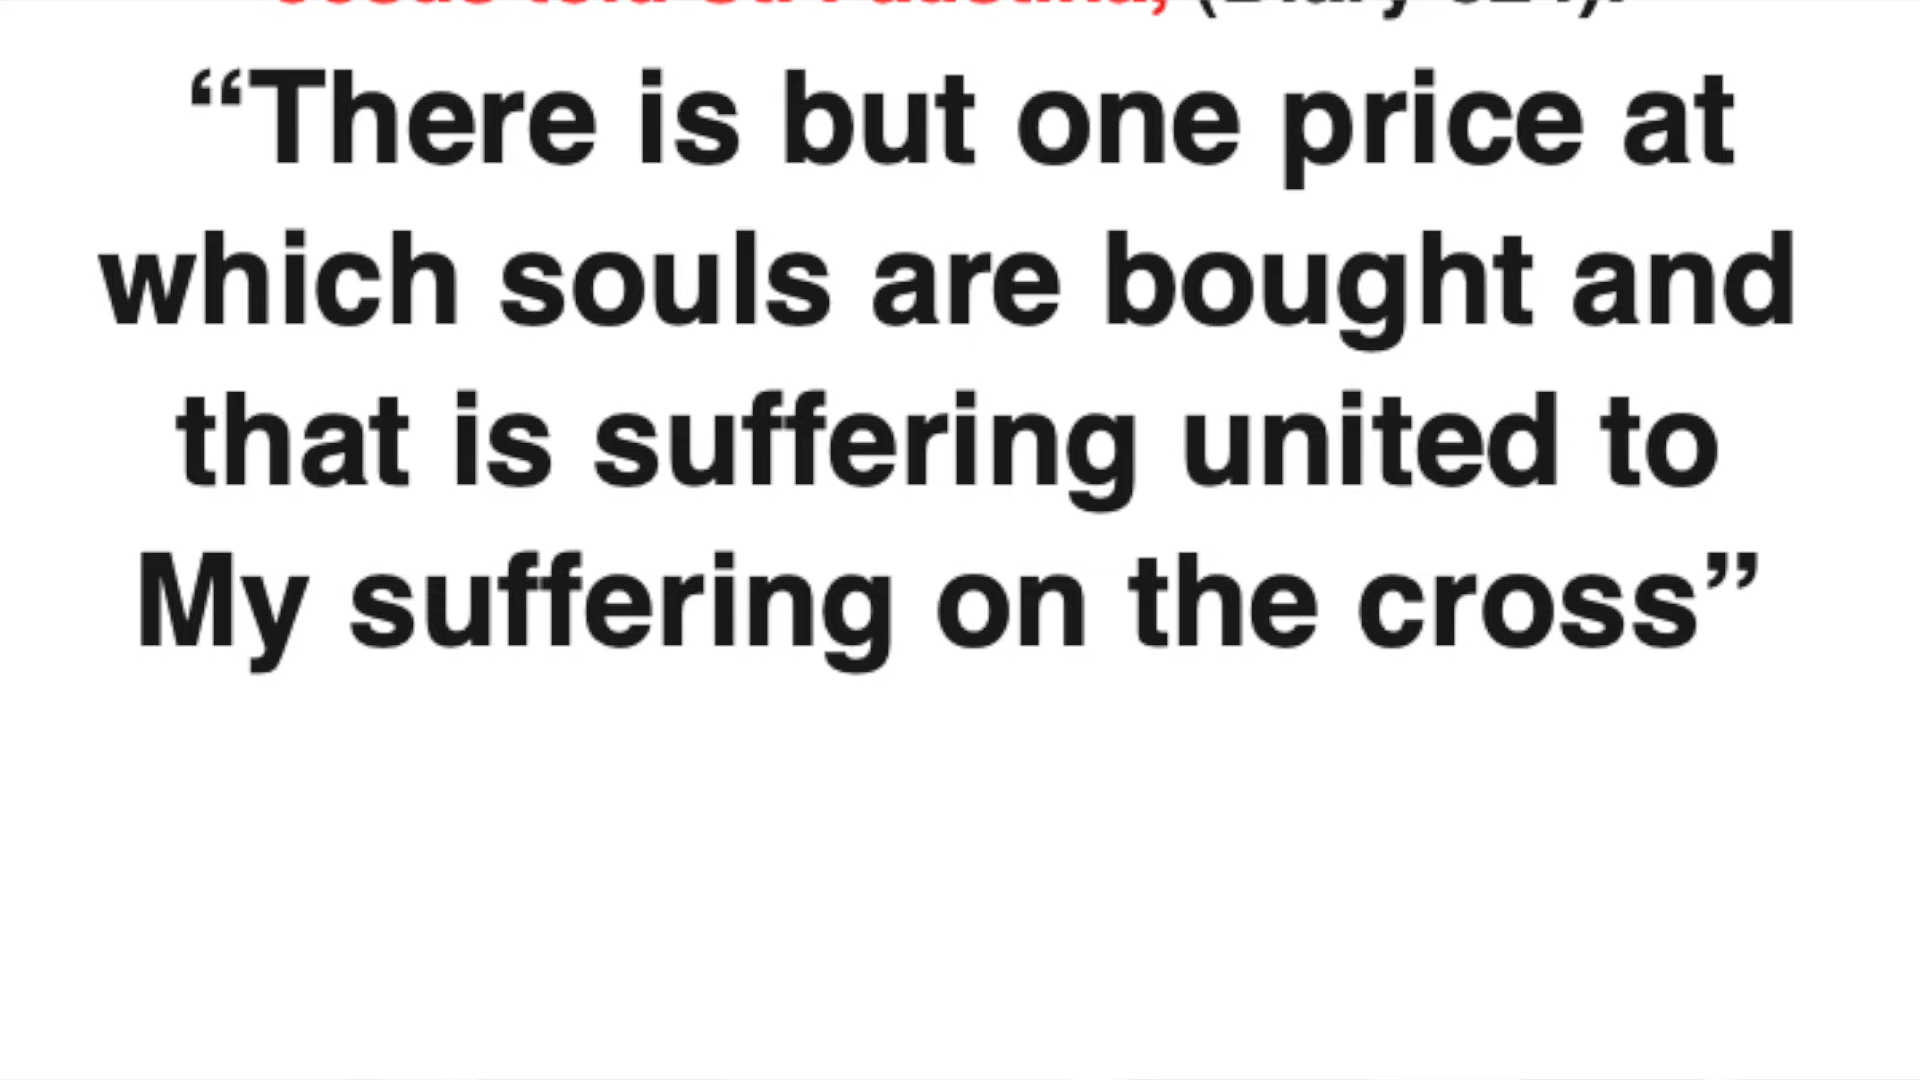 “There is but one price at
which souls are bought and
that is suffering united to
My suffering on the cross”